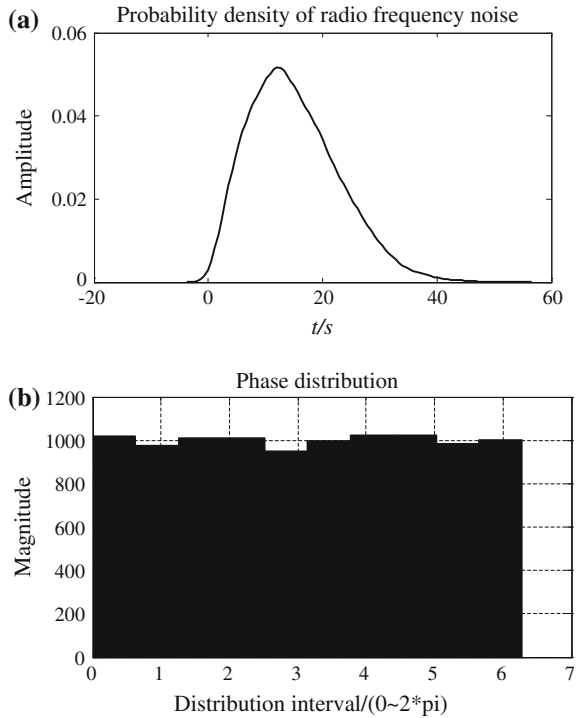 (a)
Probability density of radio frequency noise
0.06
0.04
0.02
0
Amplitude
-20 0 20 40 60
t/s
(b)
Phase distribution
1200
1000
800
600
400
200
0
Magnitude
0 1 2 3 4 5 6 7
Distribution interval/(0~2*pi)